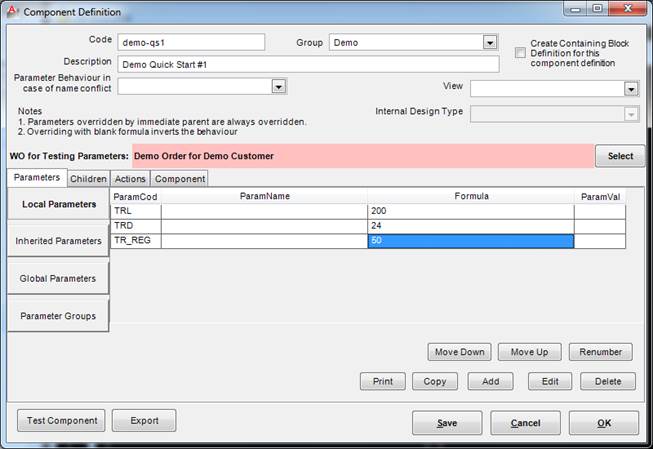 Component Definition
Code demo-qs1 Group Demo
Create Containing Block
Definition for this
component definition
Description Demo Quick Start #1
Parameter Behaviour in
case of name conflict
View
Notes
1. Parameters overridden by immediate parent are always overridden.
2. Overriding with blank formula inverts the behaviour
Internal Design Type
WO for Testing Parameters: Demo Order for Demo Customer Select
Parameters Children Actions Component
Local Parameters
Inherited Parameters
Global Parameters
Parameter Groups
ParamCod ParamName Formula ParamVal
TRL 200
TRD 24
TR_REG 50
Move Down Move Up Renumber
Print Copy Add Edit Delete
Test Component Export Save Cancel OK